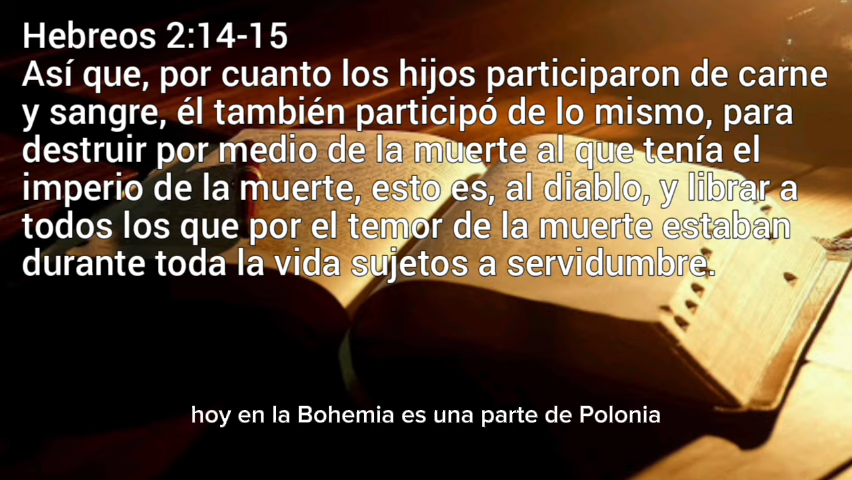 Hebreos 2:14-15
Así que, por cuanto los hijos participaron de carne
y sangre, él también participó de lo mismo, para
destruir por medio de la muerte al que tenía el
imperio de la muerte, esto es, al diablo, y librar a
todos los que por el temor de la muerte estaban
durante toda la vida sujetos a servidumbre.
hoy en la Bohemia es una parte de Polonia